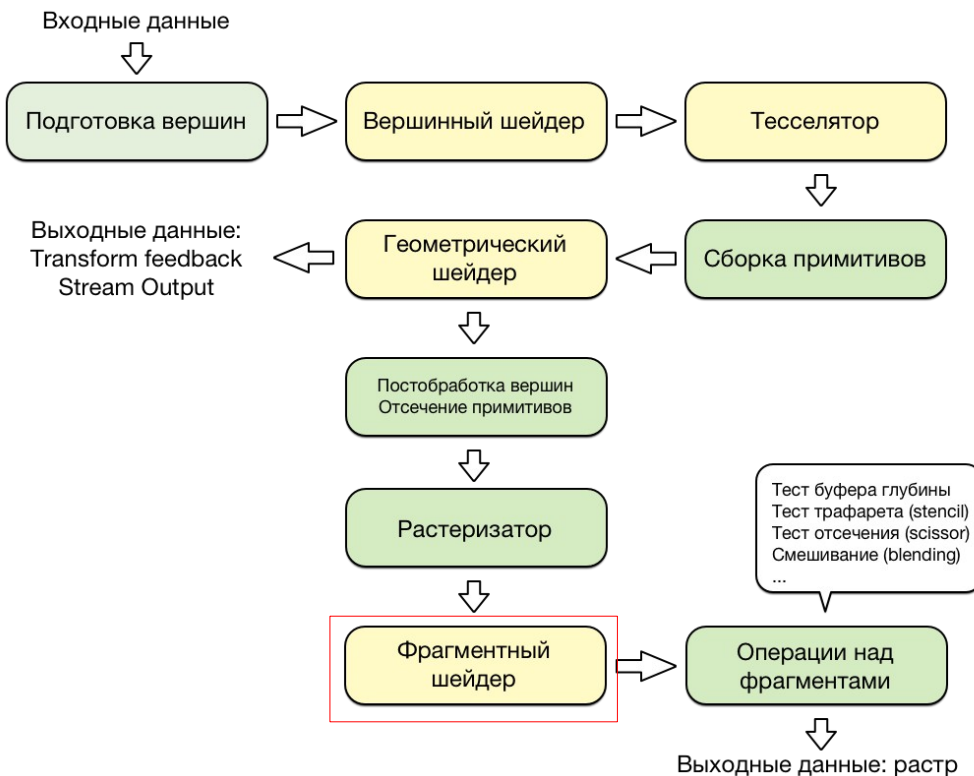 Входные данные
Подготовка вершин
Вершинный шейдер
Тесселятор
Выходные данные:
Transform feedback
Stream Output
Геометрический
шейдер
Сборка примитивов
Постобработка вершин
Отсечение примитивов
Растеризатор
Тест буфера глубины
Тест трафарета (stencil)
Тест отсечения (scissor)
Смешивание (blending)
...
Фрагментный
шейдер
Операции над
фрагментами
Выходные данные: растр